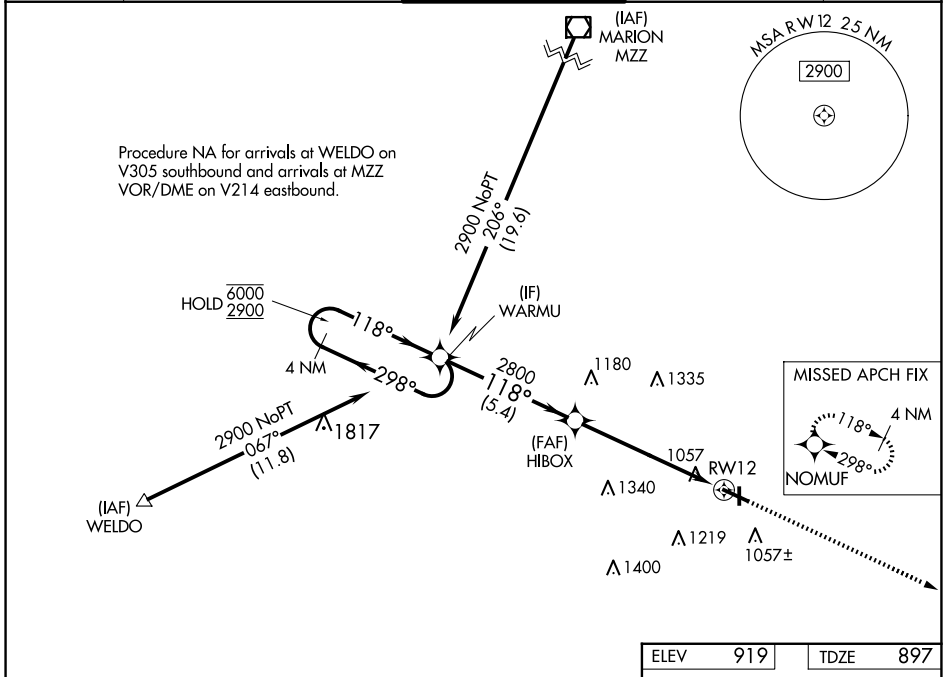 (IAF)
MARION
MZZ
MSA RW12 25 NM
2900
Procedure NA for arrivals at WELDO on
V305 southbound and arrivals at MZZ
VOR/DME on V214 eastbound.
2900 NoPT
206°
(19.6)
HOLD 6000
2900
(IF)
WARMU
118°
4 NM
298°
2800
118°
(5.4)
1180
1335
MISSED APCH FIX
118°
4 NM
298°
NOMUF
2900 NoPT
067°
(11.8)
1817
(FAF)
HIBOX
1057
RW12
(IAF)
WELDO
1340
1219
1057±
1400
ELEV 919
TDZE 897